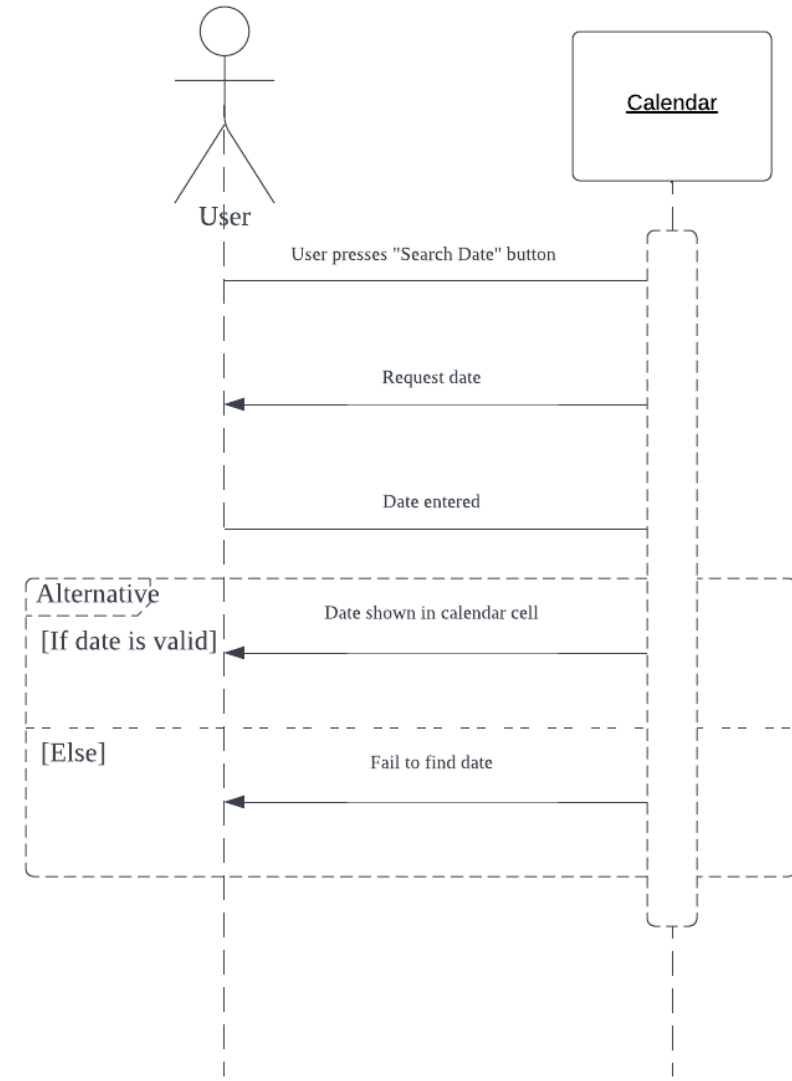 Calendar
User
User presses "Search Date" button
Request date
Date entered
Alternative
Date shown in calendar cell
[If date is valid]
[Else]
Fail to find date